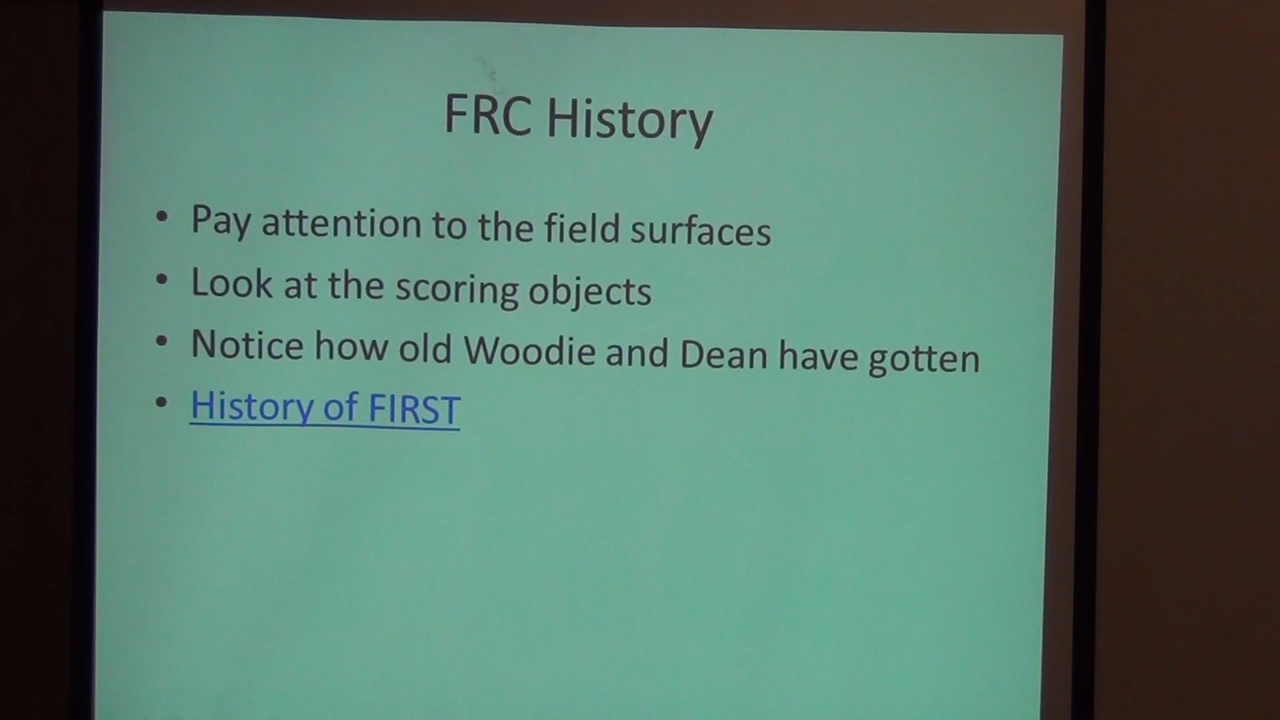 FRC History
• Pay attention to the field surfaces
• Look at the scoring objects
• Notice how old Woodie and Dean have gotten
• History of FIRST